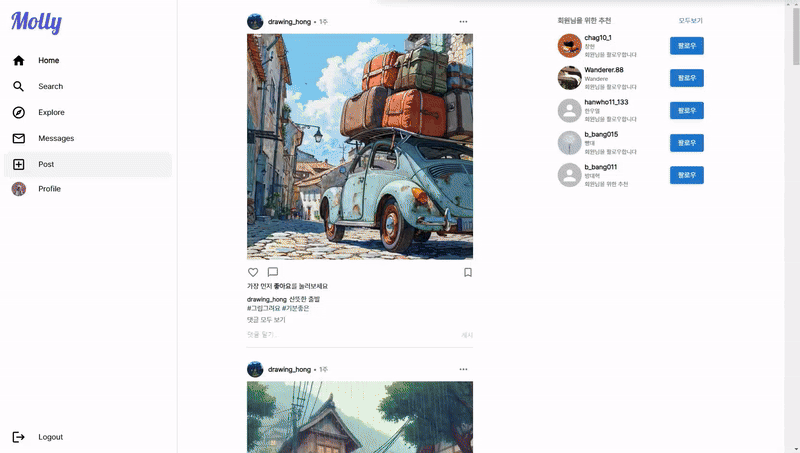 Molly
Home
Search
Explore
Messages
Post
Profile
Logout
drawing_hong • 1주
가장 먼저 좋아요를 눌러보세요
drawing_hong 산뜻한 출발
#그림그려요 #기분좋은
댓글 모두 보기
댓글 달기...
게시
drawing_hong • 1주
회원님을 위한 추천
모두보기
chag10_1
창현
회원님을 팔로우합니다
팔로우
Wanderer.88
Wandere
회원님을 팔로우합니다
팔로우
hanwho11_133
한우열
회원님을 팔로우합니다
팔로우
b_bang015
빵대
회원님을 팔로우합니다
팔로우
b_bang011
방대혁
회원님을 위한 추천
팔로우